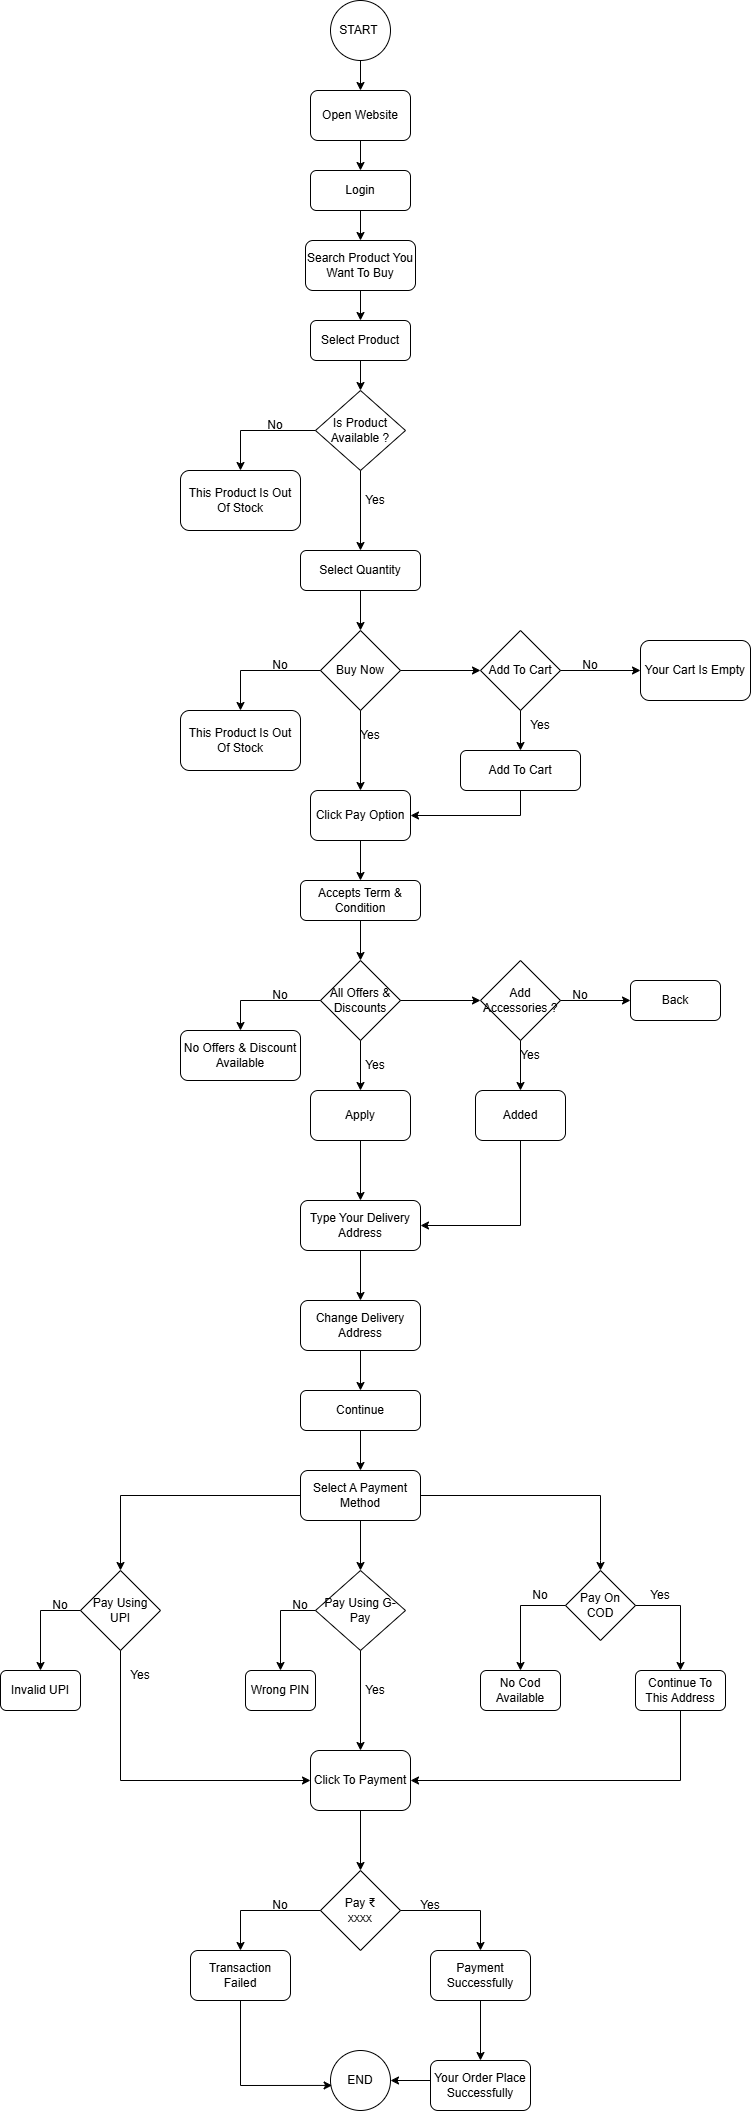 START
Open Website
Login
Search Product You
Want To Buy
Select Product
Is Product
Available ?
No
This Product Is Out
Of Stock
Yes
Select Quantity
No
Buy Now
Add To Cart
No
Your Cart Is Empty
This Product Is Out
Of Stock
Yes
Yes
Add To Cart
Click Pay Option
Accepts Term &
Condition
No
All Offers &
Discounts
Add
Accessories ?
No
Back
No Offers & Discount
Available
Yes
Yes
Apply
Added
Type Your Delivery
Address
Change Delivery
Address
Continue
Select A Payment
Method
No
Pay Using
UPI
No
Pay Using G-
Pay
No
Pay On
COD
Yes
Invalid UPI
Yes
Wrong PIN
Yes
No Cod
Available
Continue To
This Address
Click To Payment
No
Pay ₹
xxxx
Yes
Transaction
Failed
Payment
Successfully
END
Your Order Place
Successfully